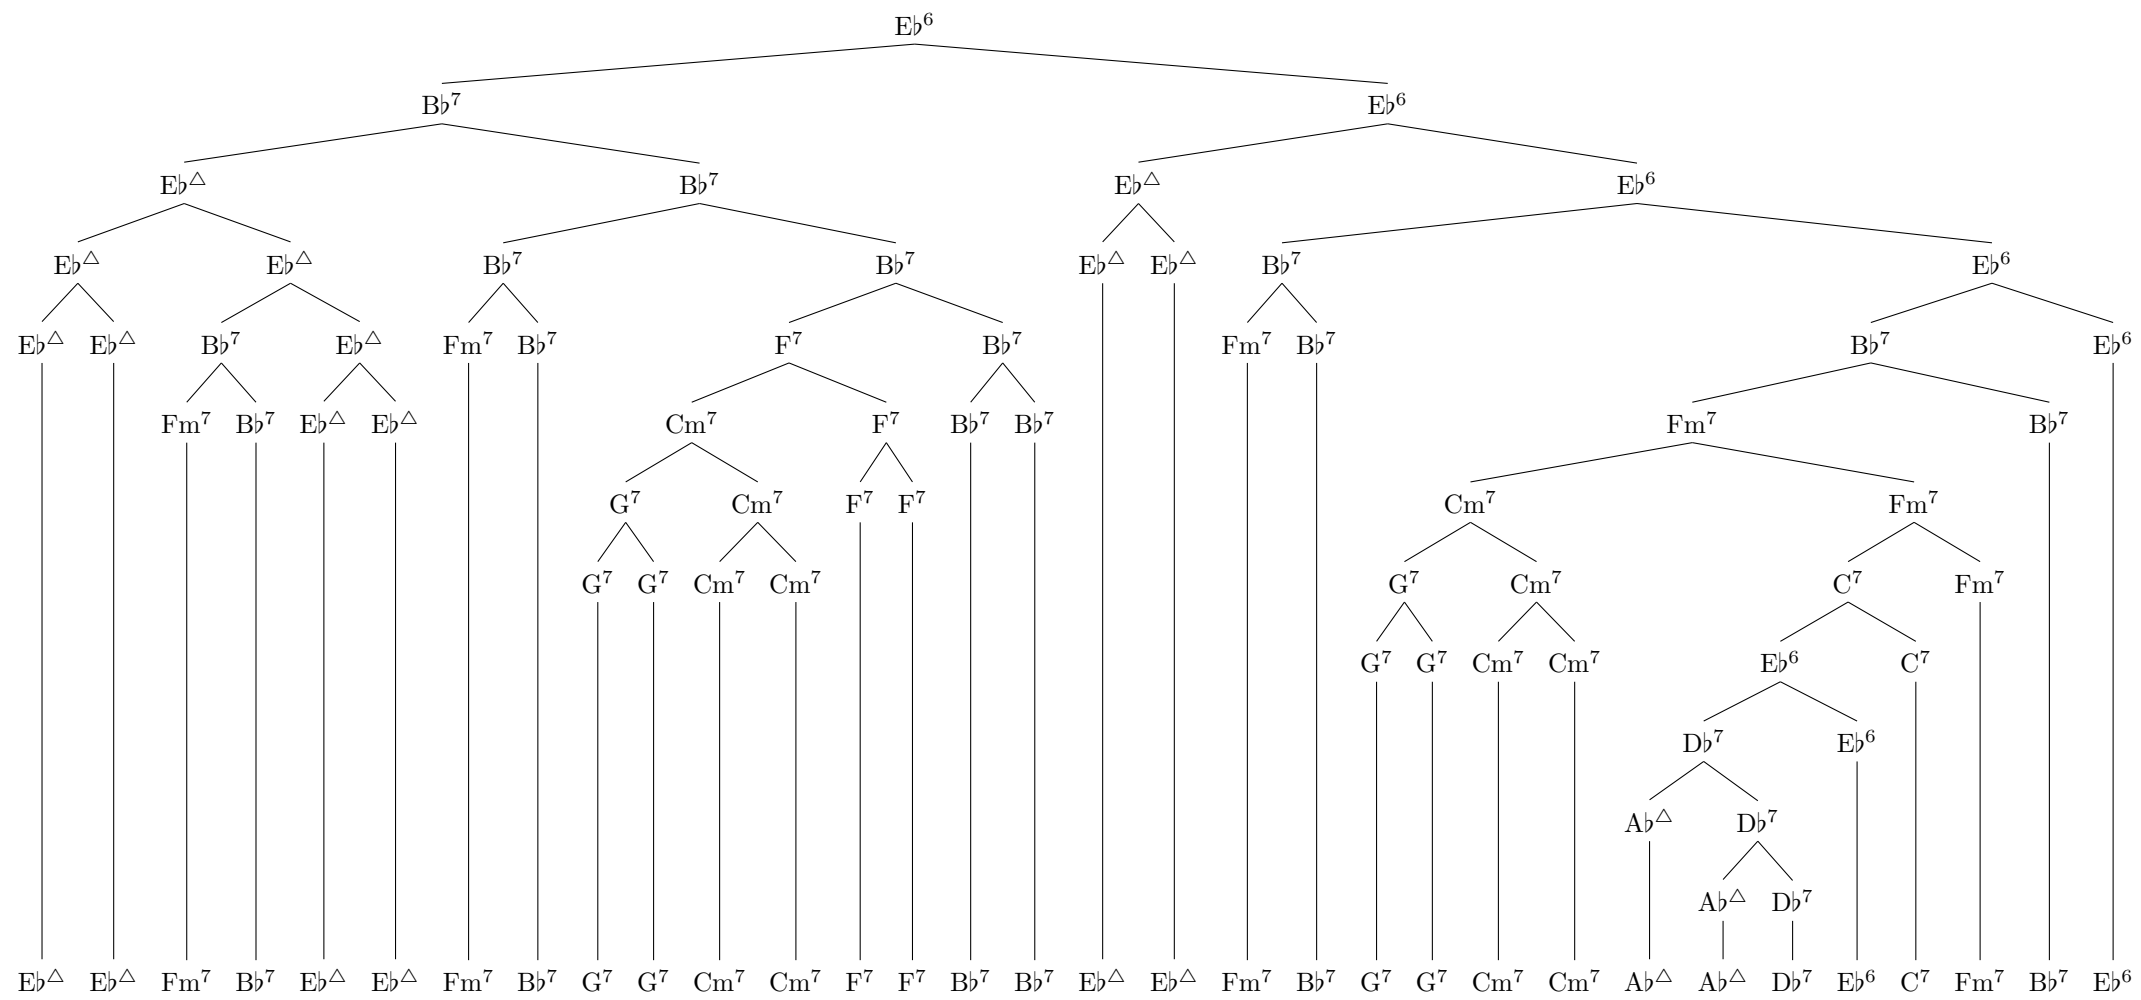 E♭⁶
B♭⁷ E♭⁶
E♭△ B♭⁷ E♭△ E♭⁶
E♭△ E♭△ B♭⁷ B♭⁷ E♭△ E♭△ B♭⁷ E♭⁶
E♭△ E♭△ B♭⁷ E♭△ Fm⁷ B♭⁷ F⁷ B♭⁷ Fm⁷ B♭⁷ B♭⁷ E♭⁶
Fm⁷ B♭⁷ E♭△ E♭△ Cm⁷ F⁷ B♭⁷ B♭⁷ Fm⁷ B♭⁷
G⁷ Cm⁷ F⁷ F⁷ Cm⁷ Fm⁷
G⁷ G⁷ Cm⁷ Cm⁷ G⁷ Cm⁷ C⁷ Fm⁷
G⁷ G⁷ Cm⁷ Cm⁷ E♭⁶ C⁷
D♭⁷ E♭⁶
A♭△ D♭⁷
A♭△ D♭⁷
E♭△ E♭△ Fm⁷ B♭⁷ E♭△ E♭△ Fm⁷ B♭⁷ G⁷ G⁷ Cm⁷ Cm⁷ F⁷ F⁷ B♭⁷ B♭⁷ E♭△ E♭△ Fm⁷ B♭⁷ G⁷ G⁷ Cm⁷ Cm⁷ A♭△ A♭△ D♭⁷ E♭⁶ C⁷ Fm⁷ B♭⁷ E♭⁶